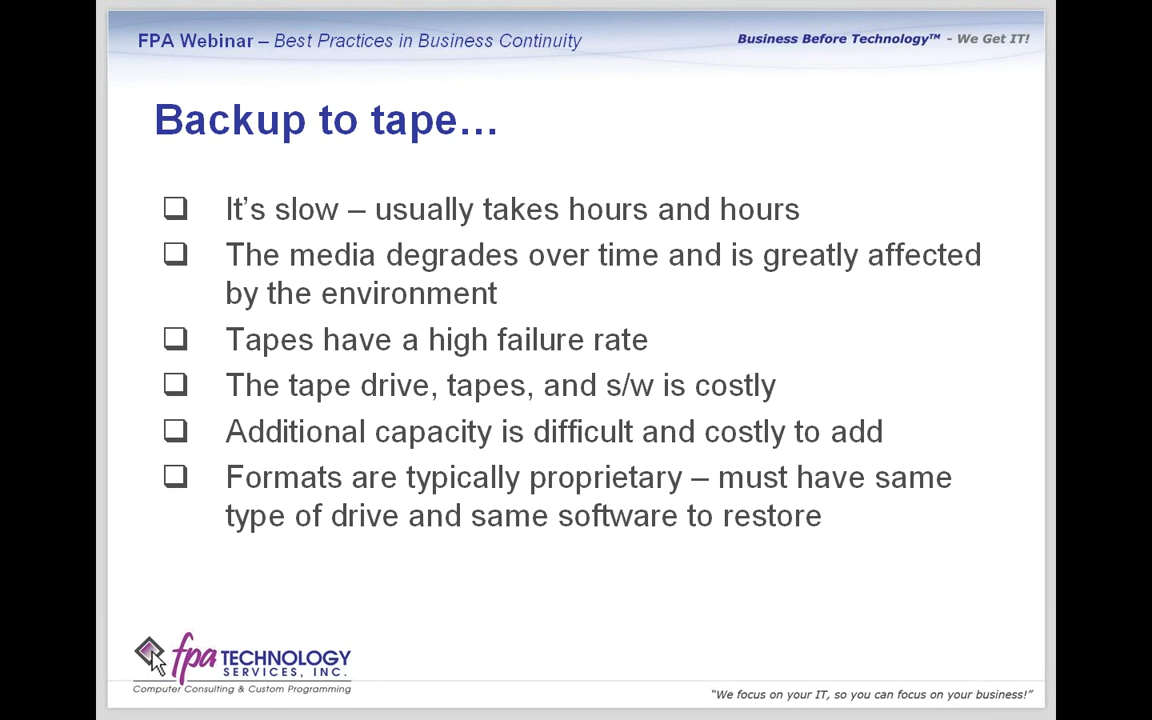 FPA Webinar – Best Practices in Business Continuity
Business Before Technology™ - We Get IT!
Backup to tape…
❑ It’s slow – usually takes hours and hours
❑ The media degrades over time and is greatly affected
by the environment
❑ Tapes have a high failure rate
❑ The tape drive, tapes, and s/w is costly
❑ Additional capacity is difficult and costly to add
❑ Formats are typically proprietary – must have same
type of drive and same software to restore
fpa TECHNOLOGY
SERVICES, INC.
Computer Consulting & Custom Programming
“We focus on your IT, so you can focus on your business!”